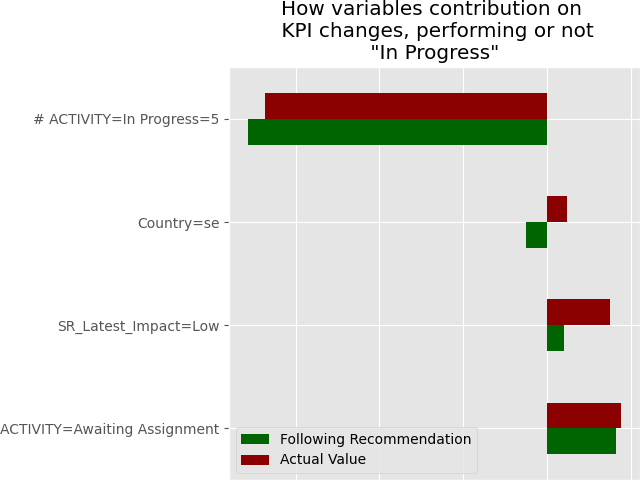 How variables contribution on
KPI changes, performing or not
"In Progress"
# ACTIVITY=In Progress=5
Country=se
SR_Latest_Impact=Low
ACTIVITY=Awaiting Assignment
Following Recommendation
Actual Value